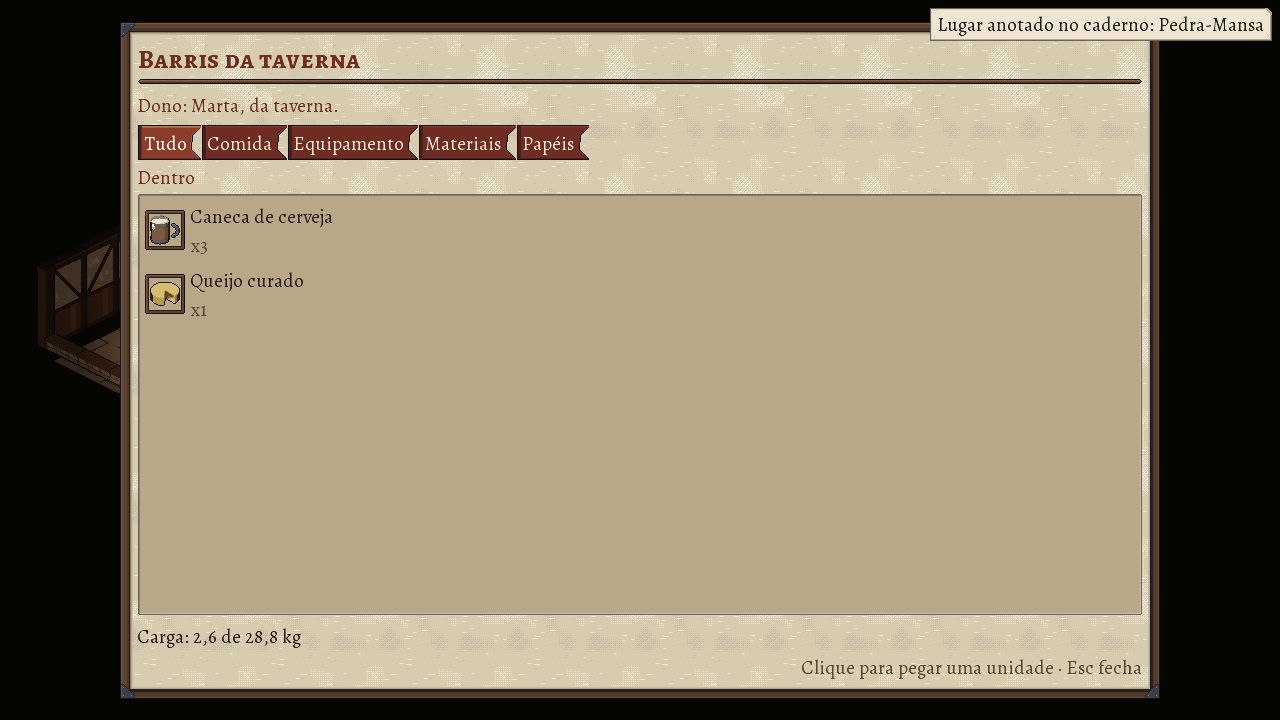 Lugar anotado no caderno: Pedra-Mansa
Barris da taverna
Dono: Marta, da taverna.
Tudo Comida Equipamento Materiais Papéis
Dentro
Caneca de cerveja
x3
Queijo curado
x1
Carga: 2,6 de 28,8 kg
Clique para pegar uma unidade · Esc fecha